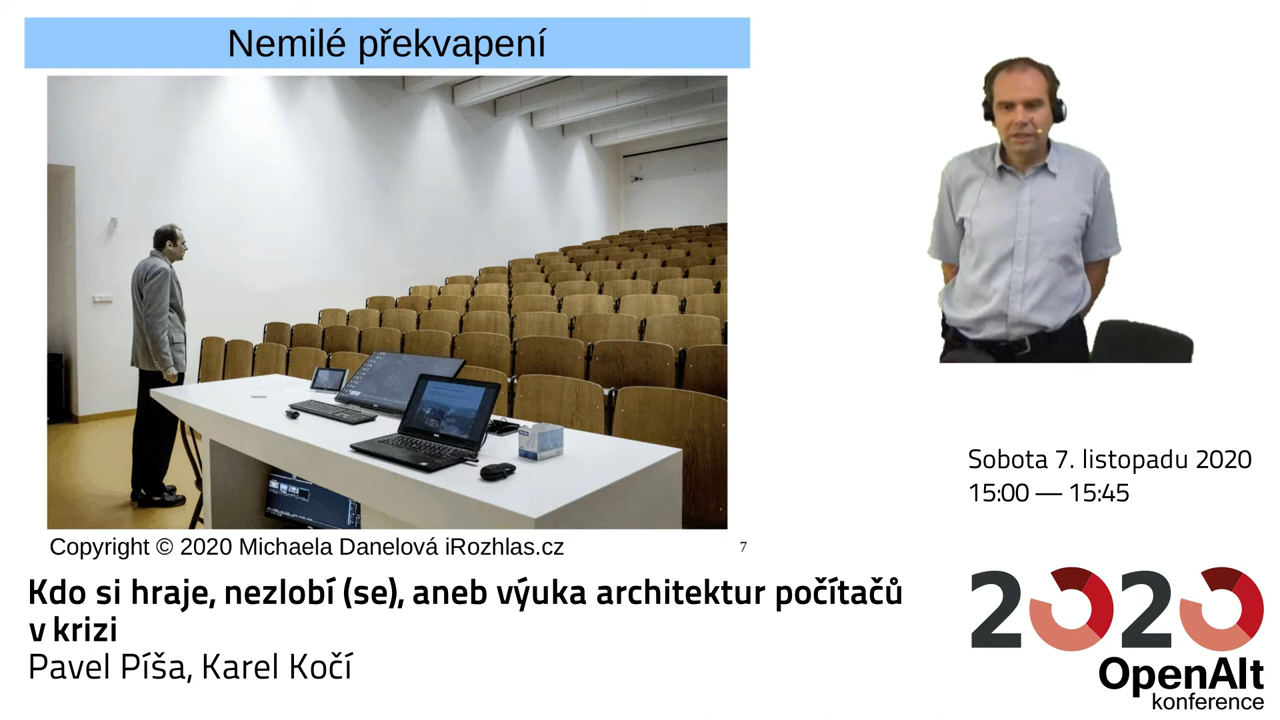 Nemilé překvapení
Copyright © 2020 Michaela Danelová iRozhlas.cz
7
Kdo si hraje, nezlobí (se), aneb výuka architektur počítačů
v krizi
Pavel Píša, Karel Kočí
Sobota 7. listopadu 2020
15:00 — 15:45
2020
OpenAlt
konference